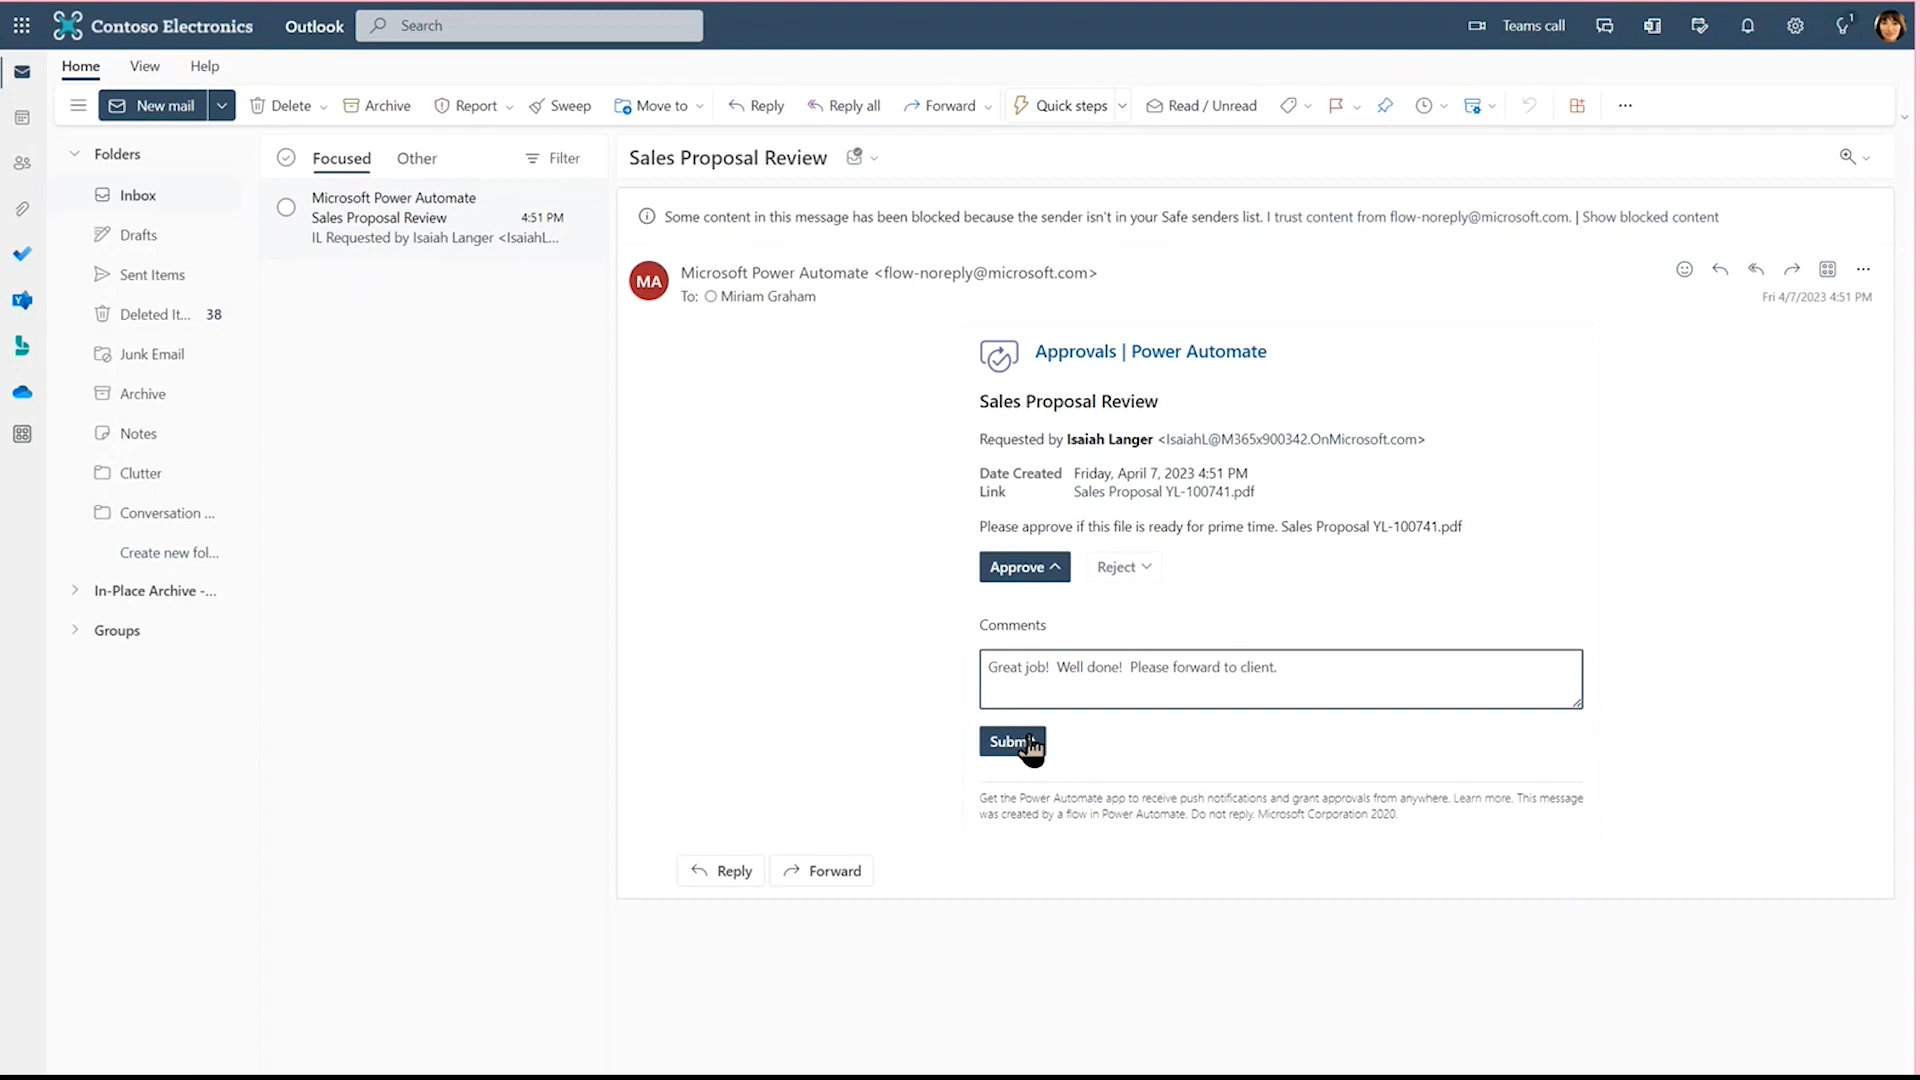 Contoso Electronics
Outlook
Search
Teams call
1
Home
View
Help
New mail
Delete
Archive
Report
Sweep
Move to
Reply
Reply all
Forward
Quick steps
Read / Unread
Folders
Inbox
Drafts
Sent Items
Deleted It... 38
Junk Email
Archive
Notes
Clutter
Conversation ...
Create new fol...
In-Place Archive -...
Groups
Focused
Other
Filter
Microsoft Power Automate
Sales Proposal Review 4:51 PM
IL Requested by Isaiah Langer <IsaiahL...
Sales Proposal Review
Some content in this message has been blocked because the sender isn't in your Safe senders list. I trust content from flow-noreply@microsoft.com. | Show blocked content
MA
Microsoft Power Automate <flow-noreply@microsoft.com>
To: Miriam Graham
Fri 4/7/2023 4:51 PM
Approvals | Power Automate
Sales Proposal Review
Requested by Isaiah Langer <IsaiahL@M365x900342.OnMicrosoft.com>
Date Created Friday, April 7, 2023 4:51 PM
Link Sales Proposal YL-100741.pdf
Please approve if this file is ready for prime time. Sales Proposal YL-100741.pdf
Approve
Reject
Comments
Great job! Well done! Please forward to client.
Submit
Get the Power Automate app to receive push notifications and grant approvals from anywhere. Learn more. This message
was created by a flow in Power Automate. Do not reply. Microsoft Corporation 2020.
Reply
Forward